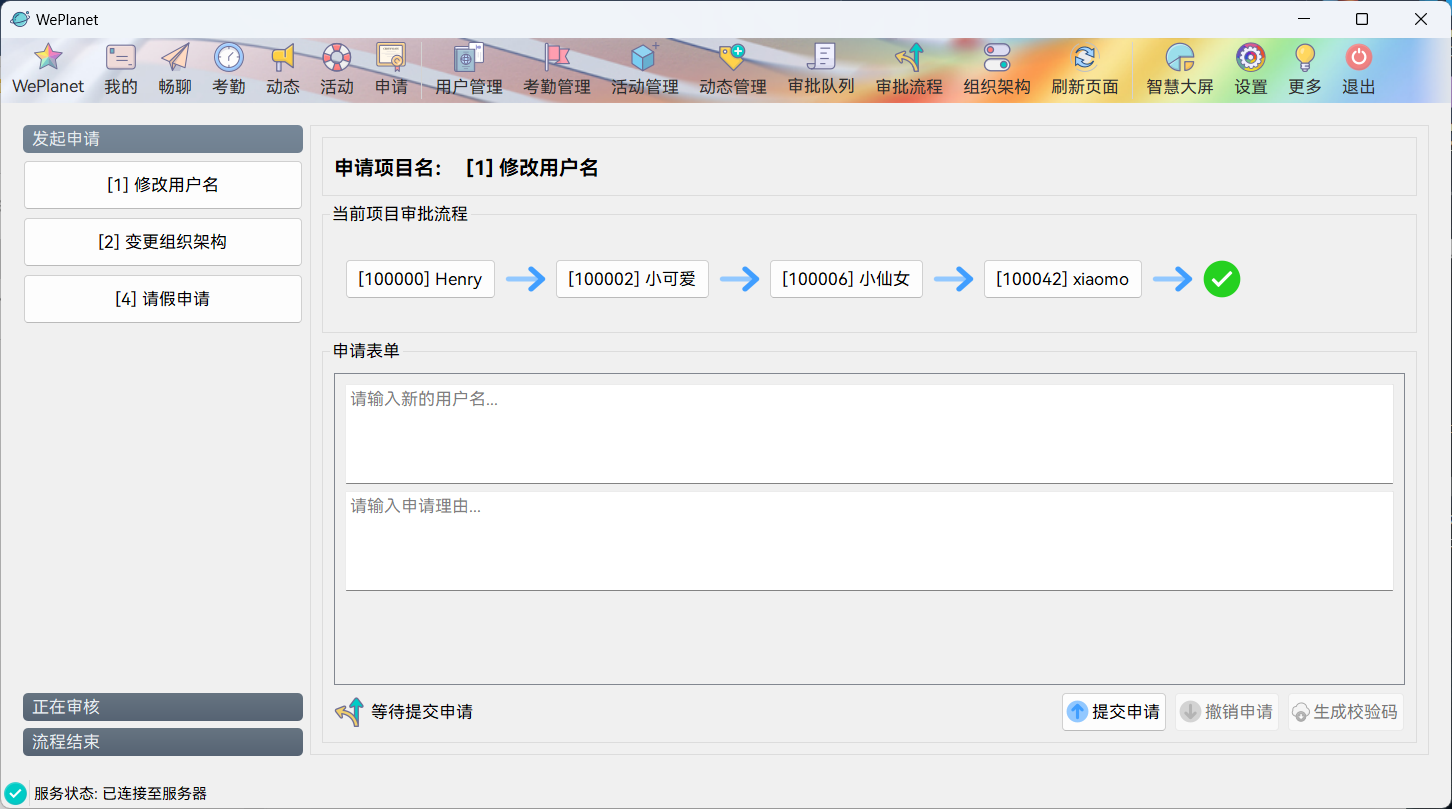 WePlanet
WePlanet 我的 畅聊 考勤 动态 活动 申请 用户管理 考勤管理 活动管理 动态管理 审批队列 审批流程 组织架构 刷新页面 智慧大屏 设置 更多 退出
发起申请
[1] 修改用户名
[2] 变更组织架构
[4] 请假申请
正在审核
流程结束
申请项目名: [1] 修改用户名
当前项目审批流程
[100000] Henry [100002] 小可爱 [100006] 小仙女 [100042] xiaomo
申请表单
请输入新的用户名...
请输入申请理由...
等待提交申请 提交申请 撤销申请 生成校验码
服务状态: 已连接至服务器